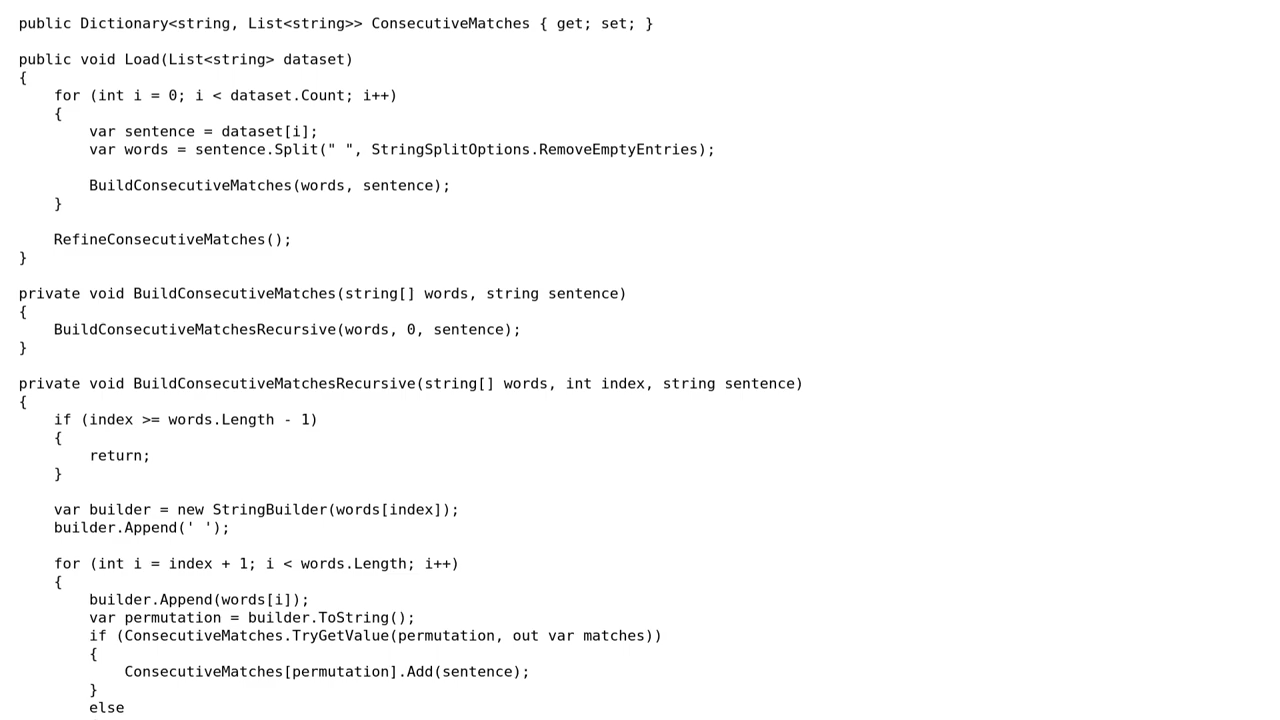 public Dictionary<string, List<string>> ConsecutiveMatches { get; set; }

public void Load(List<string> dataset)
{
    for (int i = 0; i < dataset.Count; i++)
    {
        var sentence = dataset[i];
        var words = sentence.Split(" ", StringSplitOptions.RemoveEmptyEntries);

        BuildConsecutiveMatches(words, sentence);
    }

    RefineConsecutiveMatches();
}

private void BuildConsecutiveMatches(string[] words, string sentence)
{
    BuildConsecutiveMatchesRecursive(words, 0, sentence);
}

private void BuildConsecutiveMatchesRecursive(string[] words, int index, string sentence)
{
    if (index >= words.Length - 1)
    {
        return;
    }

    var builder = new StringBuilder(words[index]);
    builder.Append(' ');

    for (int i = index + 1; i < words.Length; i++)
    {
        builder.Append(words[i]);
        var permutation = builder.ToString();
        if (ConsecutiveMatches.TryGetValue(permutation, out var matches))
        {
            ConsecutiveMatches[permutation].Add(sentence);
        }
        else